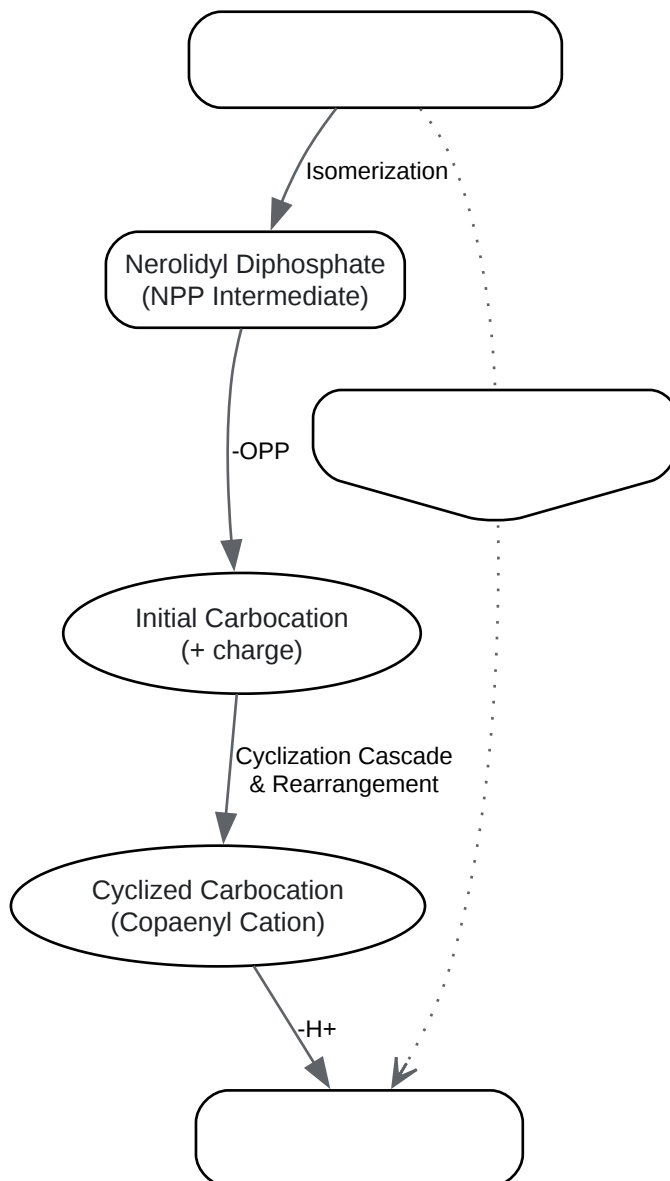 Isomerization
Nerolidyl Diphosphate
(NPP Intermediate)
-OPP
Initial Carbocation
(+ charge)
Cyclization Cascade
& Rearrangement
Cyclized Carbocation
(Copaenyl Cation)
-H+